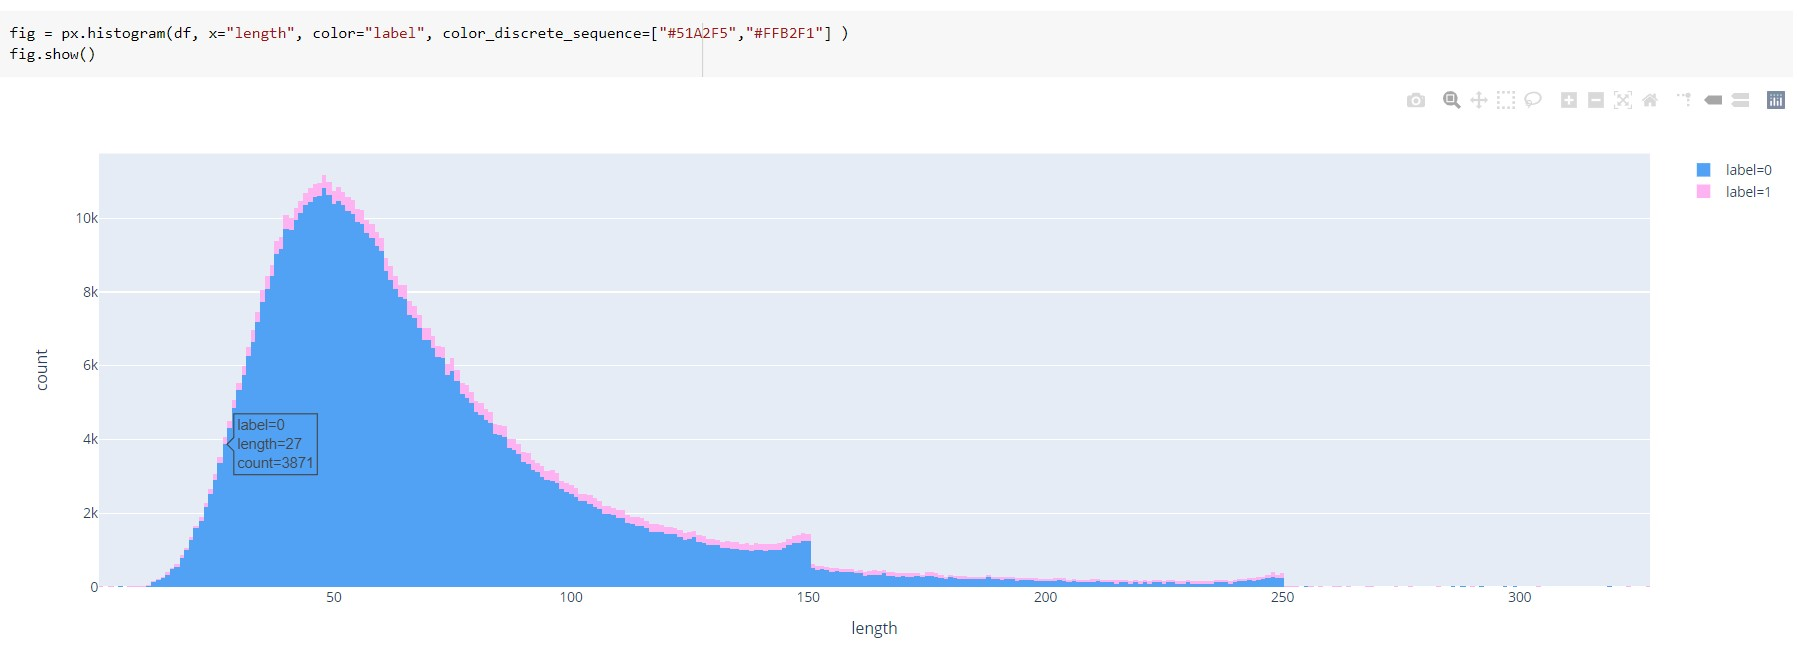 fig = px.histogram(df, x="length", color="label", color_discrete_sequence=["#51A2F5","#FFB2F1"] )
fig.show()
label=0
label=1
10k
8k
6k
4k
2k
0
count
label=0
length=27
count=3871
50 100 150 200 250 300
length